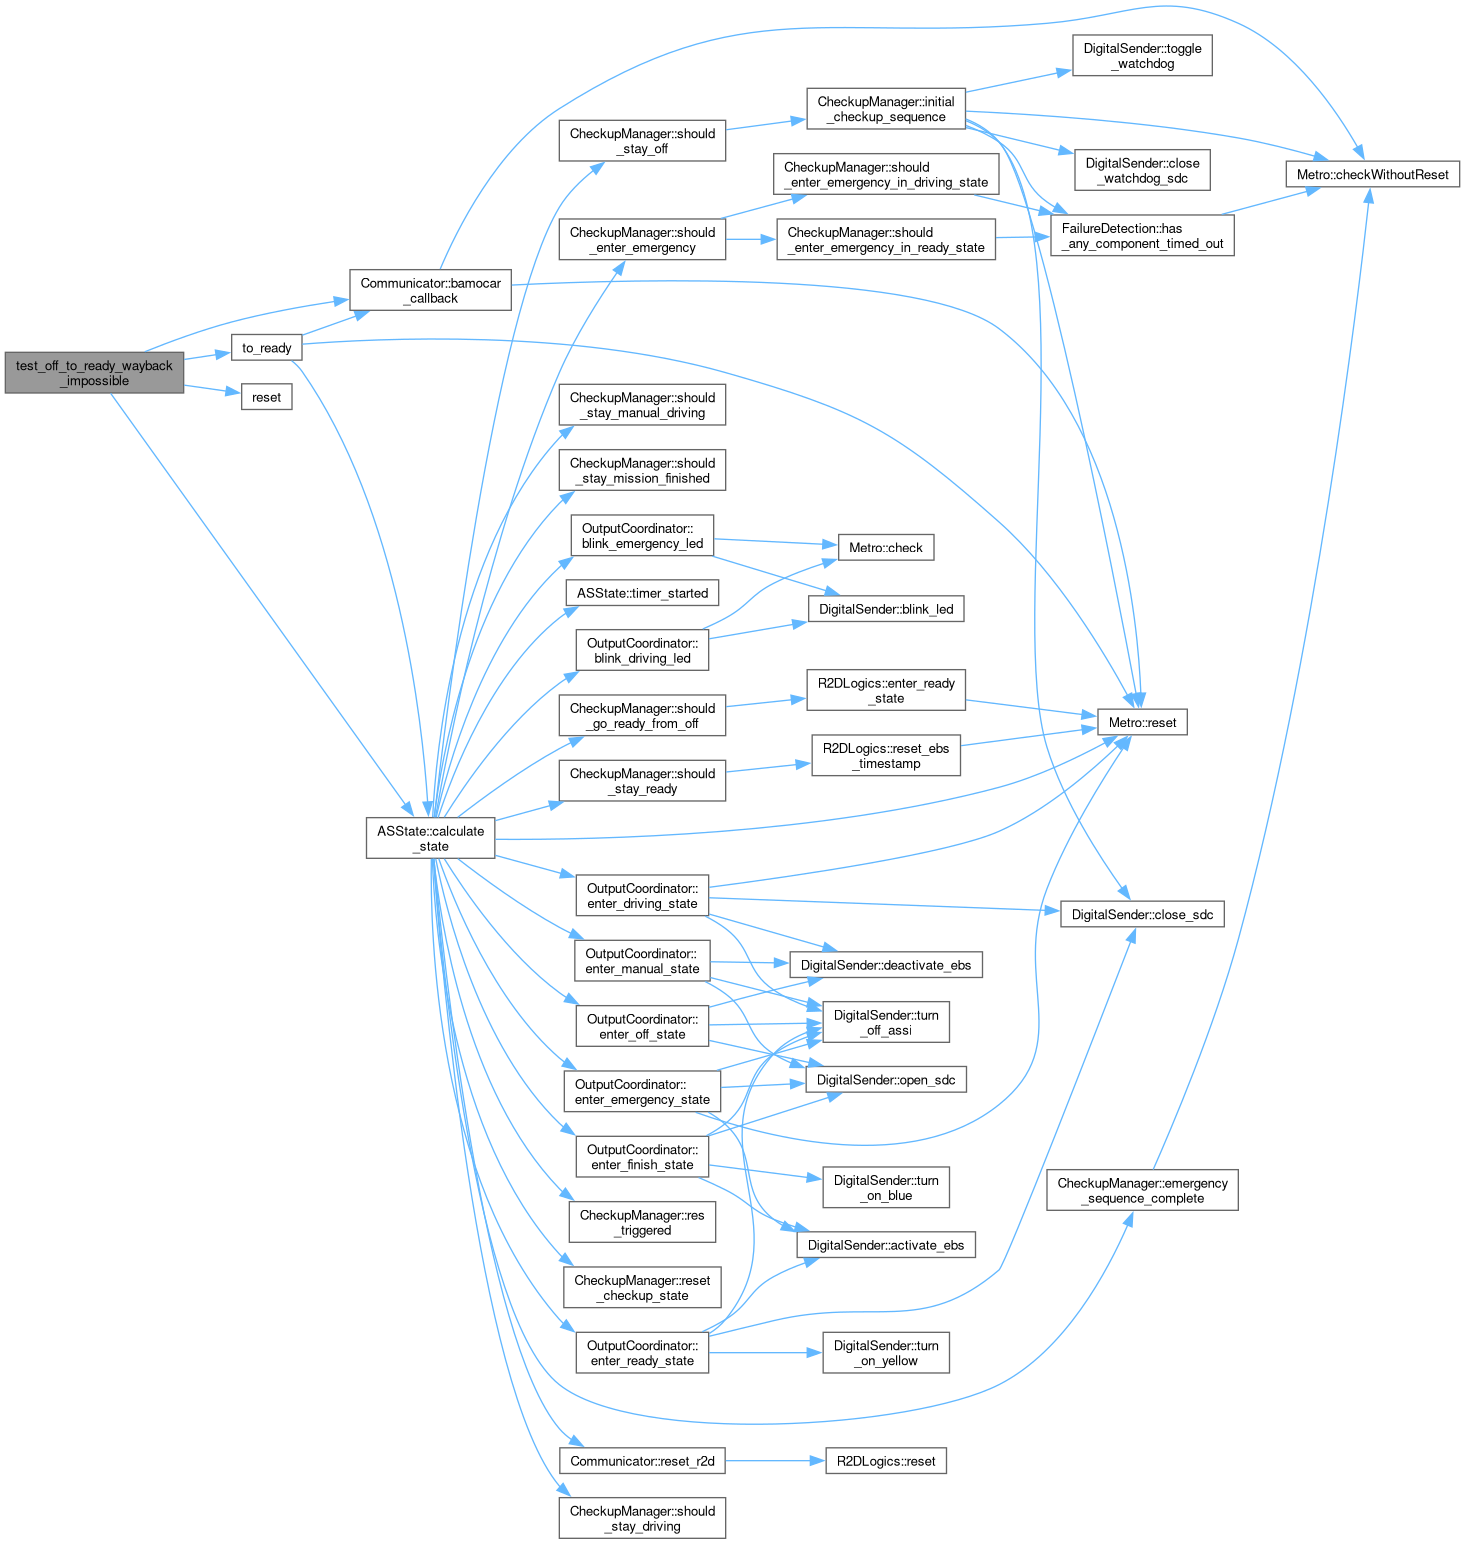 DigitalSender::toggle
_watchdog
CheckupManager::initial
_checkup_sequence
CheckupManager::should
_stay_off
DigitalSender::close
_watchdog_sdc
Metro::checkWithoutReset
CheckupManager::should
_enter_emergency_in_driving_state
CheckupManager::should
_enter_emergency
CheckupManager::should
_enter_emergency_in_ready_state
FailureDetection::has
_any_component_timed_out
Communicator::bamocar
_callback
to_ready
test_off_to_ready_wayback
_impossible
reset
CheckupManager::should
_stay_manual_driving
CheckupManager::should
_stay_mission_finished
OutputCoordinator::
blink_emergency_led
Metro::check
ASState::timer_started
DigitalSender::blink_led
OutputCoordinator::
blink_driving_led
R2DLogics::enter_ready
_state
CheckupManager::should
_go_ready_from_off
Metro::reset
R2DLogics::reset_ebs
_timestamp
CheckupManager::should
_stay_ready
ASState::calculate
_state
OutputCoordinator::
enter_driving_state
DigitalSender::close_sdc
OutputCoordinator::
enter_manual_state
DigitalSender::deactivate_ebs
OutputCoordinator::
enter_off_state
DigitalSender::turn
_off_assi
OutputCoordinator::
enter_emergency_state
DigitalSender::open_sdc
OutputCoordinator::
enter_finish_state
DigitalSender::turn
_on_blue
CheckupManager::emergency
_sequence_complete
CheckupManager::res
_triggered
DigitalSender::activate_ebs
CheckupManager::reset
_checkup_state
OutputCoordinator::
enter_ready_state
DigitalSender::turn
_on_yellow
Communicator::reset_r2d
R2DLogics::reset
CheckupManager::should
_stay_driving